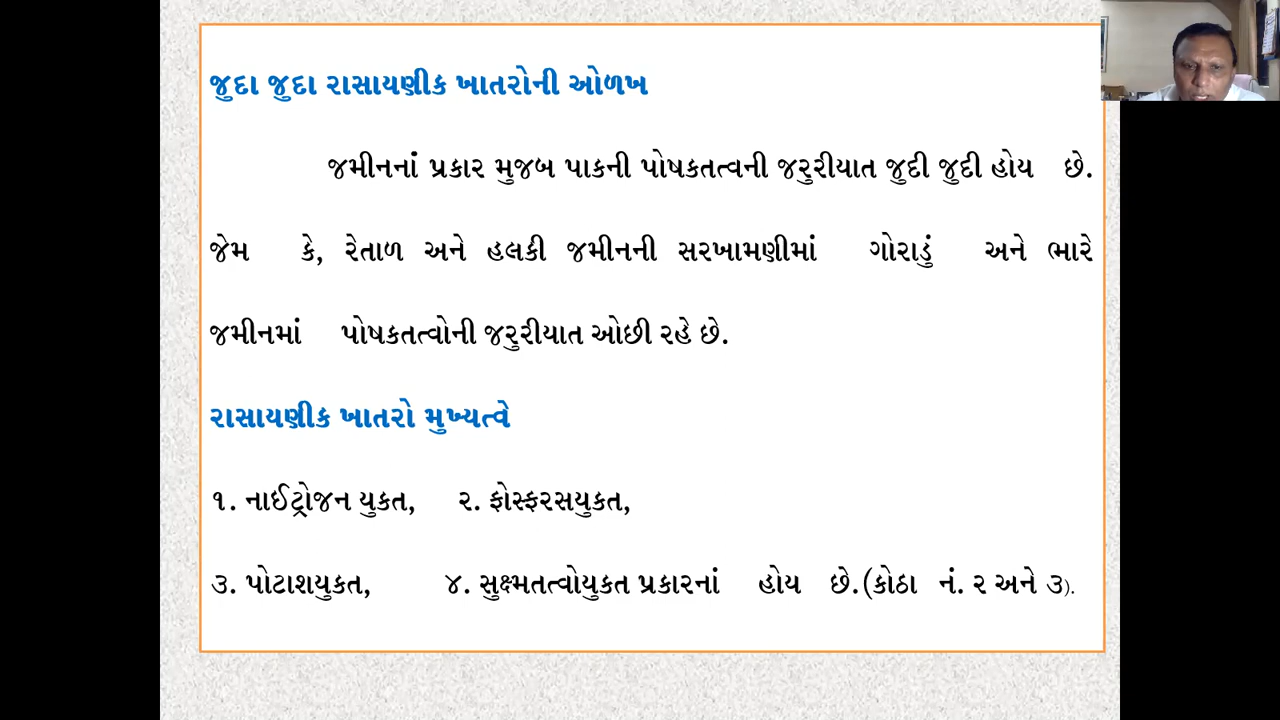 જુદા જુદા રાસાયણીક ખાતરોની ઓળખ
જમીનનાં પ્રકાર મુજબ પાકની પોષકતત્વની જરુરીયાત જુદી જુદી હોય છે.
જેમ કે, રેતાળ અને હલકી જમીનની સરખામણીમાં ગોરાડું અને ભારે
જમીનમાં પોષકતત્વોની જરુરીયાત ઓછી રહે છે.
રાસાયણીક ખાતરો મુખ્યત્વે
૧. નાઈટ્રોજન યુકત, ૨. ફોસ્ફરસયુકત,
૩. પોટાશયુકત, ૪. સુક્ષ્મતત્વોયુકત પ્રકારનાં હોય છે.(કોઠા નં. ૨ અને ૩).